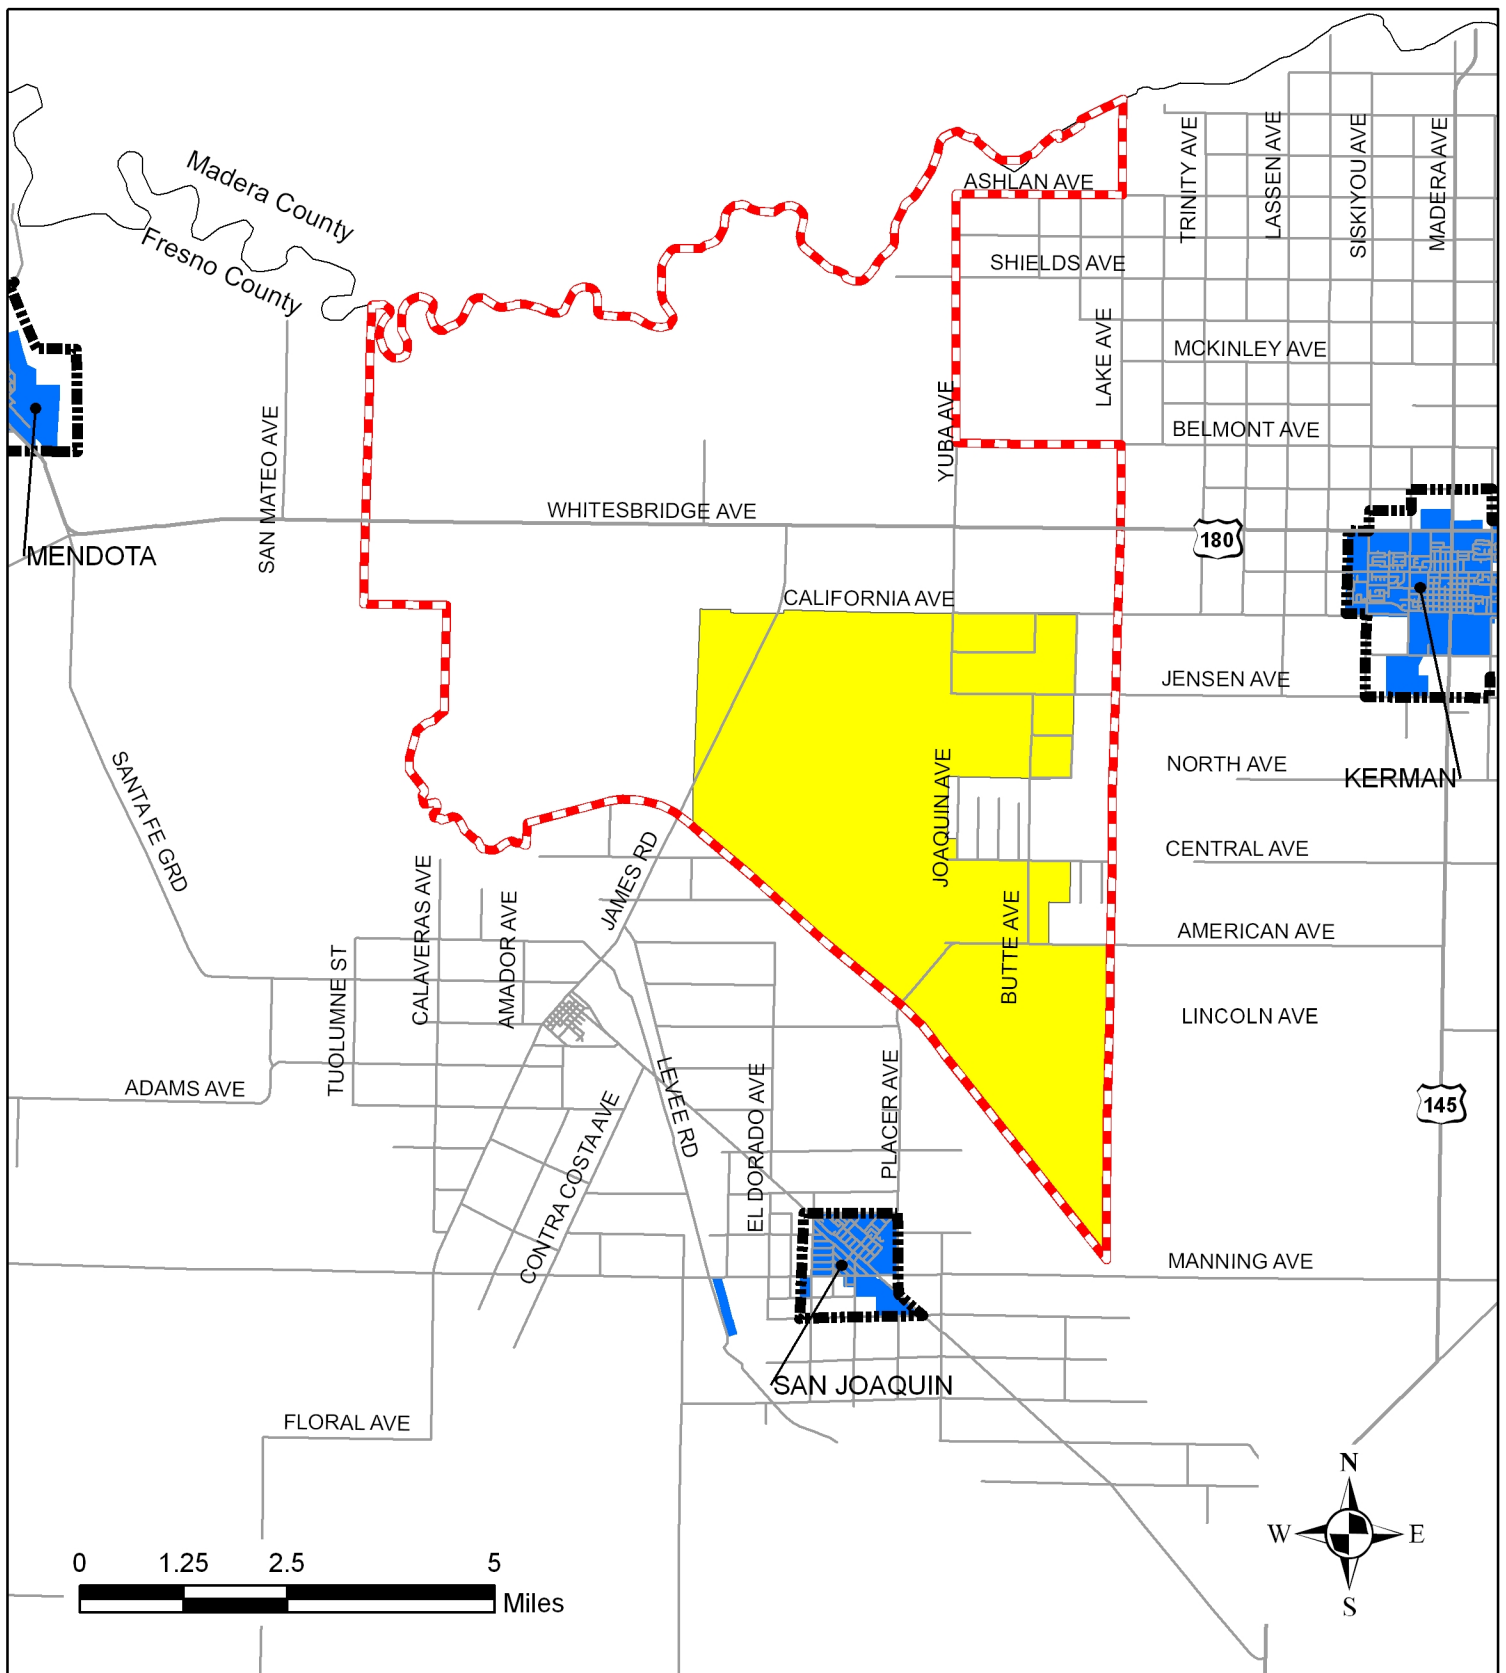 Madera County
Fresno County
ASHLAN AVE
TRINITY AVE
LASSEN AVE
SISKIYOU AVE
MADERA AVE
SHIELDS AVE
LAKE AVE
MCKINLEY AVE
YUBA AVE
BELMONT AVE
SAN MATEO AVE
WHITESBRIDGE AVE
180
MENDOTA
CALIFORNIA AVE
JENSEN AVE
NORTH AVE
KERMAN
SANTA FE GRD
JOAQUIN AVE
CENTRAL AVE
JAMES RD
CALAVERAS AVE
AMADOR AVE
BUTTE AVE
AMERICAN AVE
TUOLUMNE ST
LINCOLN AVE
ADAMS AVE
LEVEE RD
EL DORADO AVE
PLACER AVE
145
CONTRA COSTA AVE
MANNING AVE
SAN JOAQUIN
FLORAL AVE
N
W E
S
0 1.25 2.5 5
Miles